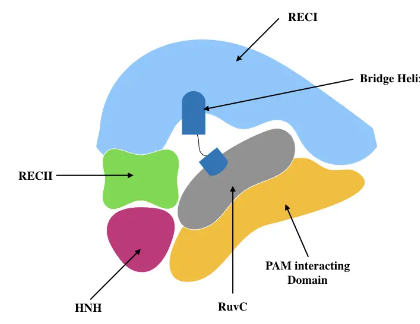 RECI
Bridge Helix
RECII
PAM interacting
Domain
HNH
RuvC